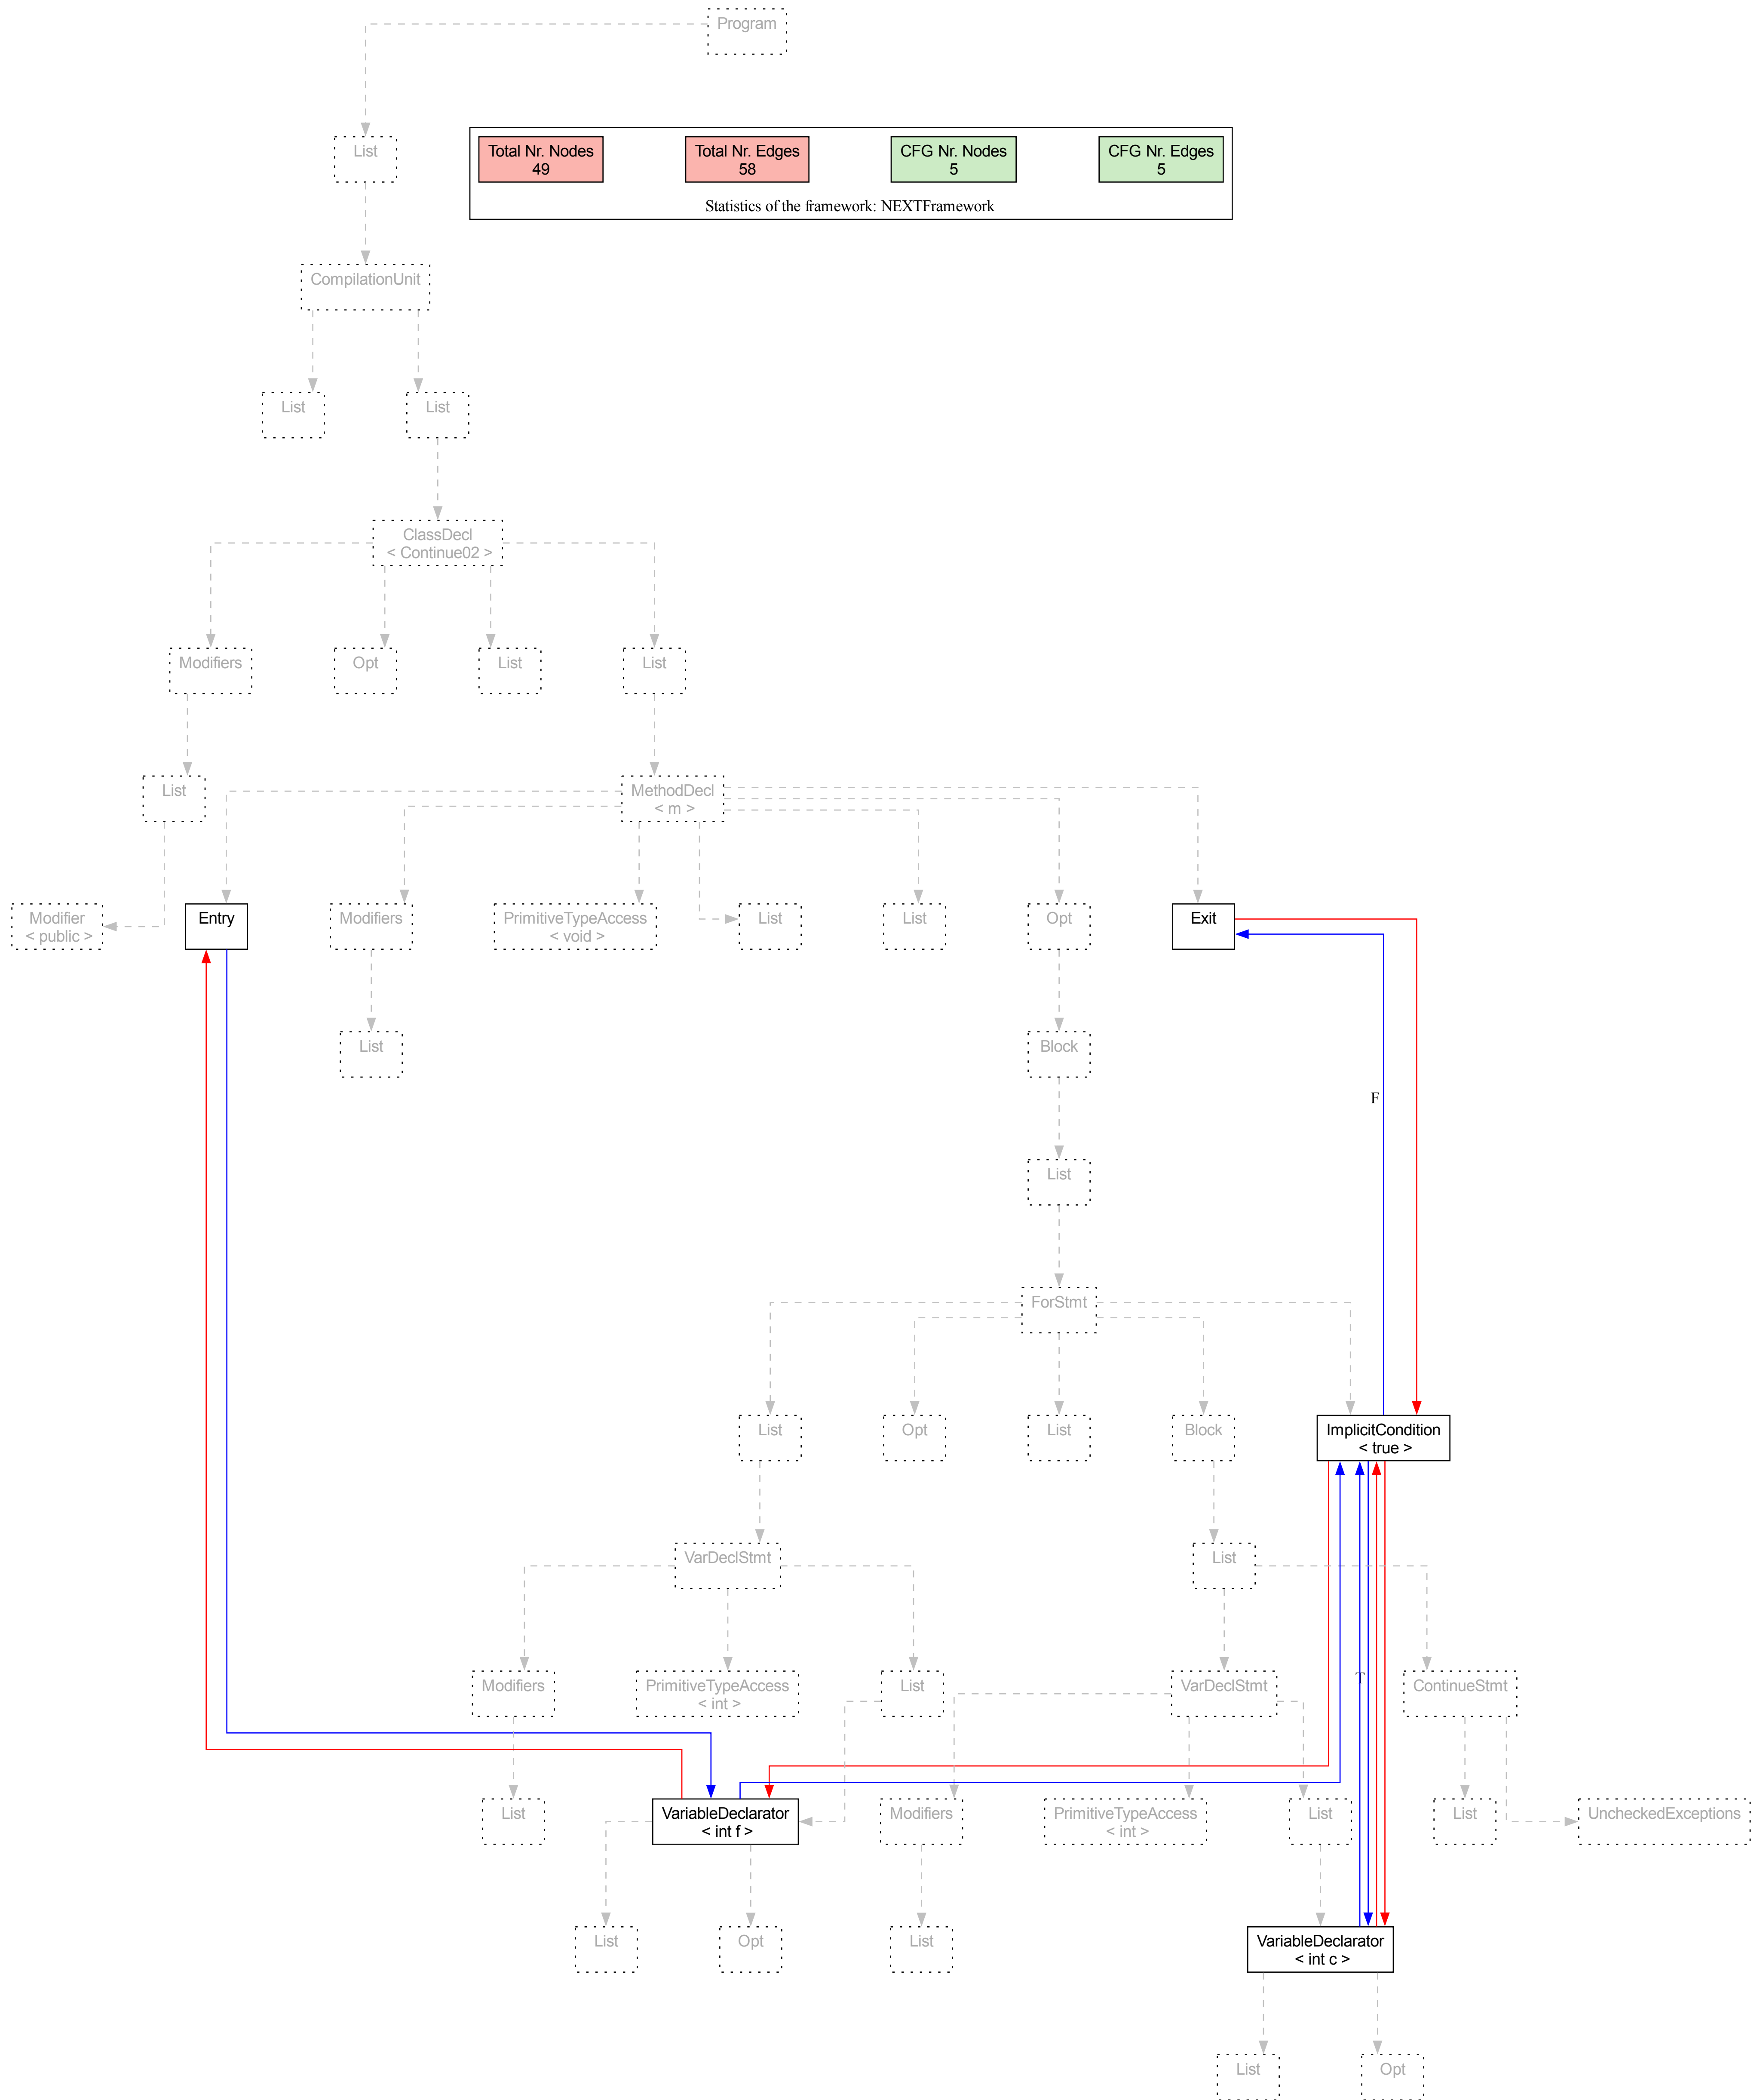 Program
List
Total Nr. Nodes
49
Total Nr. Edges
58
CFG Nr. Nodes
5
CFG Nr. Edges
5
Statistics of the framework: NEXTFramework
CompilationUnit
List
List
ClassDecl
< Continue02 >
Modifiers
Opt
List
List
List
MethodDecl
< m >
Modifier
< public >
Entry
Modifiers
PrimitiveTypeAccess
< void >
List
List
Opt
Exit
List
Block
F
List
ForStmt
List
Opt
List
Block
ImplicitCondition
< true >
VarDeclStmt
List
Modifiers
PrimitiveTypeAccess
< int >
List
VarDeclStmt
T
ContinueStmt
List
VariableDeclarator
< int f >
Modifiers
PrimitiveTypeAccess
< int >
List
List
UncheckedExceptions
List
Opt
List
VariableDeclarator
< int c >
List
Opt